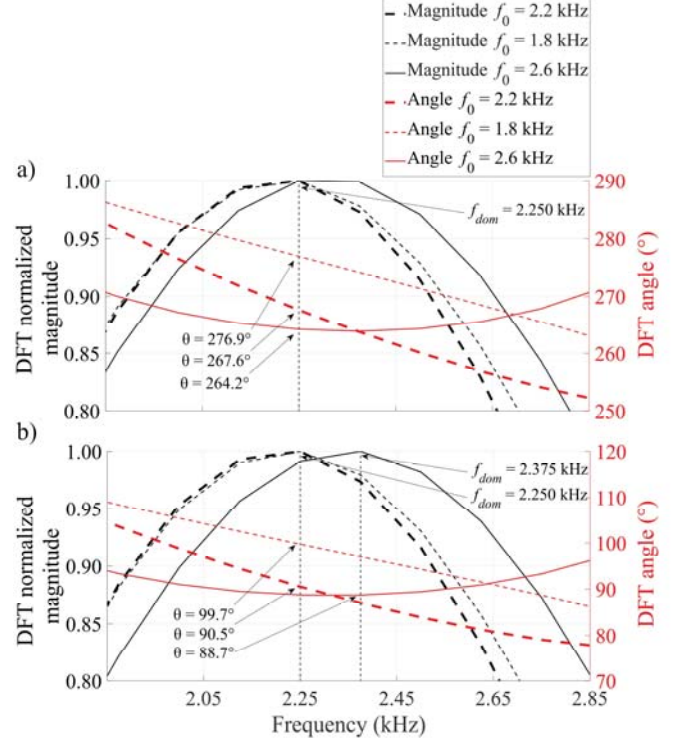 Magnitude f0 = 2.2 kHz
Magnitude f0 = 1.8 kHz
Magnitude f0 = 2.6 kHz
Angle f0 = 2.2 kHz
Angle f0 = 1.8 kHz
Angle f0 = 2.6 kHz
a)
DFT normalized
magnitude
1.00
0.95
0.90
0.85
0.80
fdom = 2.250 kHz
θ = 276.9°
θ = 267.6°
θ = 264.2°
290
280
270
260
250
DFT angle (°)
b)
DFT normalized
magnitude
1.00
0.95
0.90
0.85
0.80
fdom = 2.375 kHz
fdom = 2.250 kHz
θ = 99.7°
θ = 90.5°
θ = 88.7°
120
110
100
90
80
70
DFT angle (°)
2.05 2.25 2.45 2.65 2.85
Frequency (kHz)